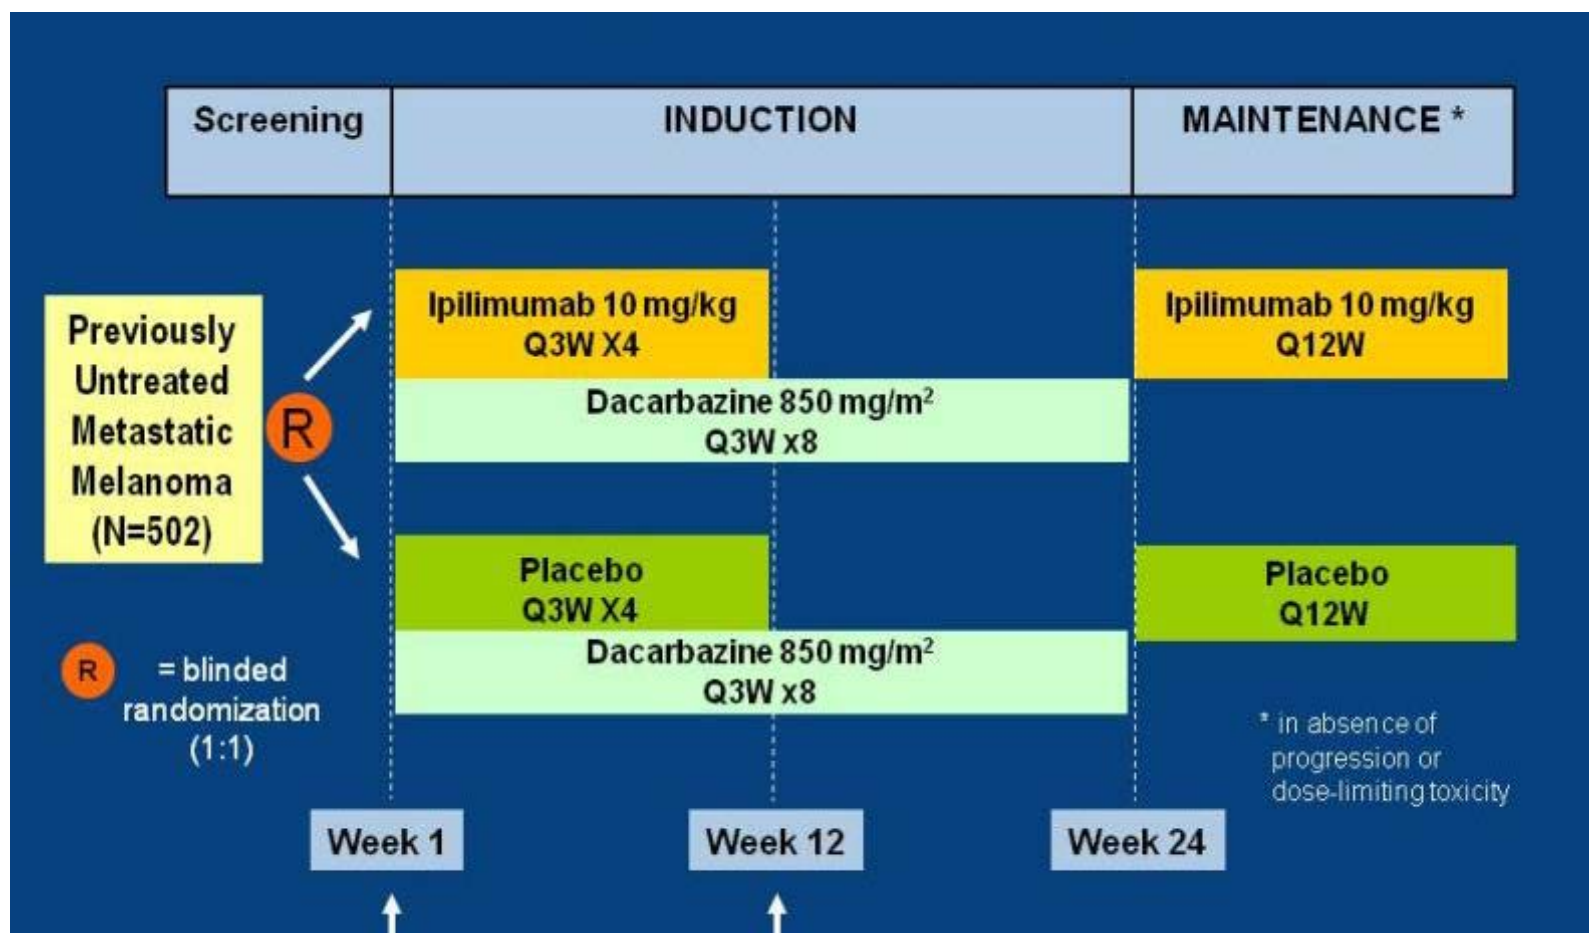 Screening
INDUCTION
MAINTENANCE *
Previously
Untreated
Metastatic
Melanoma
(N=502)
R
Ipilimumab 10 mg/kg
Q3W X4
Dacarbazine 850 mg/m²
Q3W x8
Ipilimumab 10 mg/kg
Q12W
Placebo
Q3W X4
Dacarbazine 850 mg/m²
Q3W x8
Placebo
Q12W
R = blinded
randomization
(1:1)
* in absence of
progression or
dose-limiting toxicity
Week 1
Week 12
Week 24